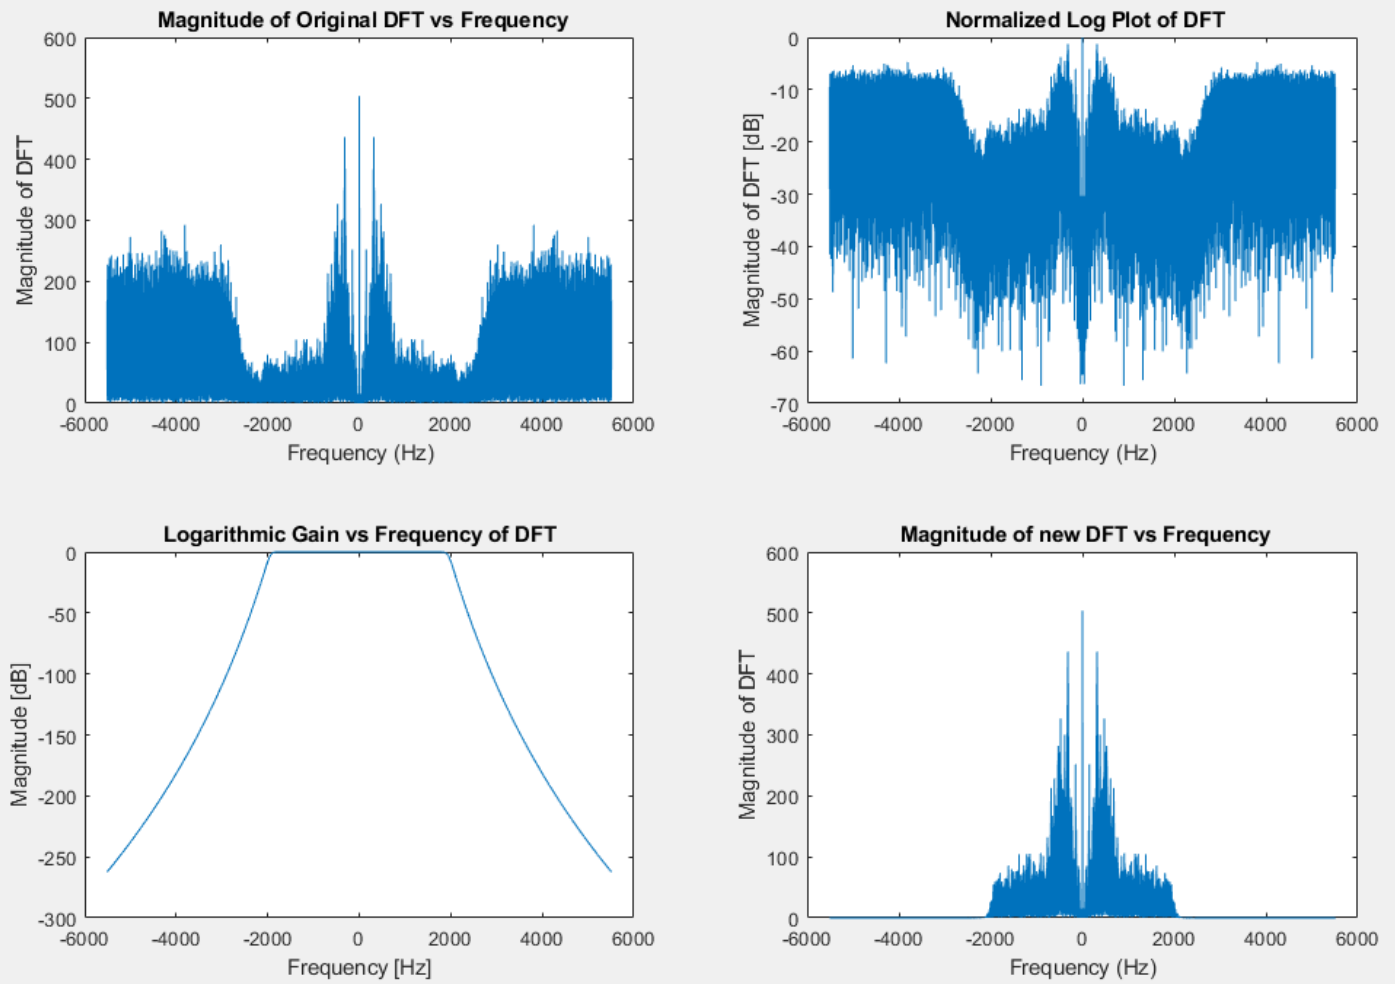 Magnitude of Original DFT vs Frequency
600
500
400
300
200
100
0
Magnitude of DFT
-6000 -4000 -2000 0 2000 4000 6000
Frequency (Hz)
Normalized Log Plot of DFT
0
-10
-20
-30
-40
-50
-60
-70
Magnitude of DFT [dB]
-6000 -4000 -2000 0 2000 4000 6000
Frequency (Hz)
Logarithmic Gain vs Frequency of DFT
0
-50
-100
-150
-200
-250
-300
Magnitude [dB]
-6000 -4000 -2000 0 2000 4000 6000
Frequency [Hz]
Magnitude of new DFT vs Frequency
600
500
400
300
200
100
0
Magnitude of DFT
-6000 -4000 -2000 0 2000 4000 6000
Frequency (Hz)